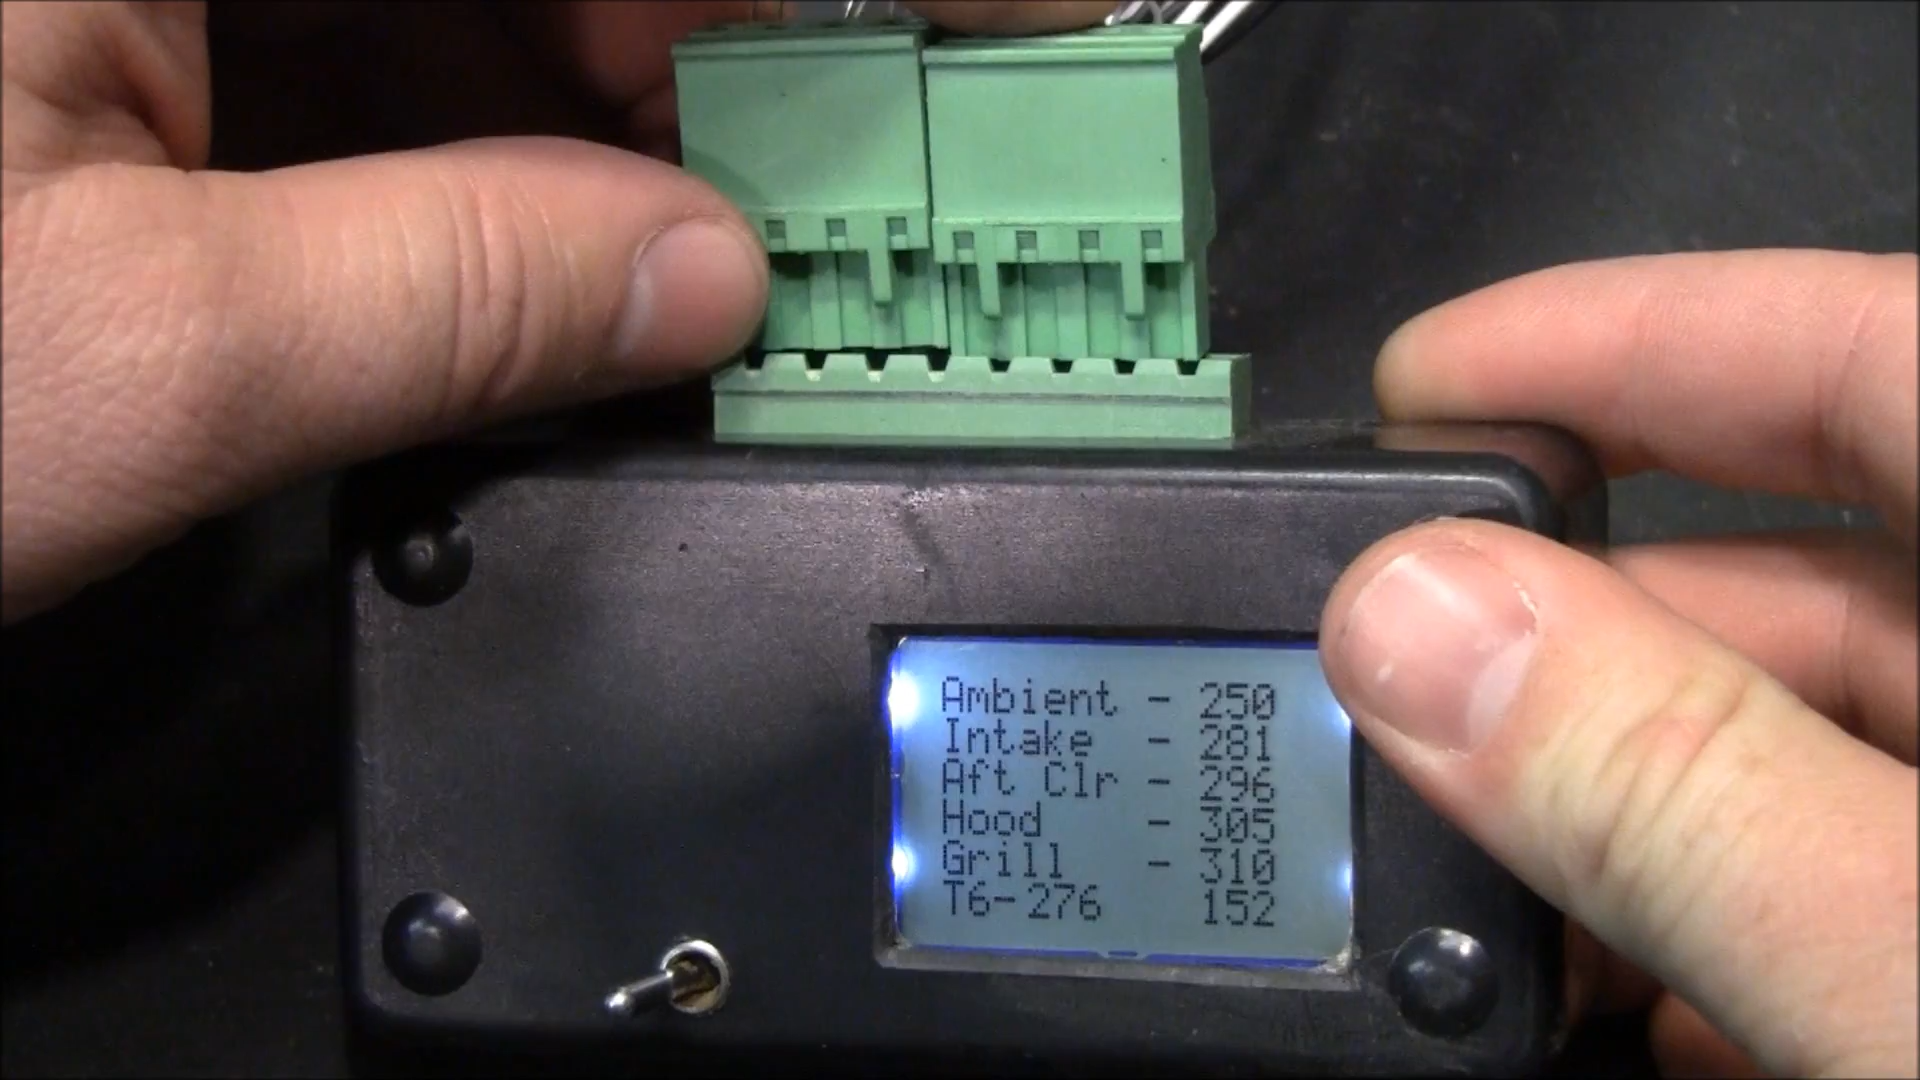 Ambient - 250
Intake - 281
Aft Clr - 296
Hood - 305
Grill - 310
T6-276 152